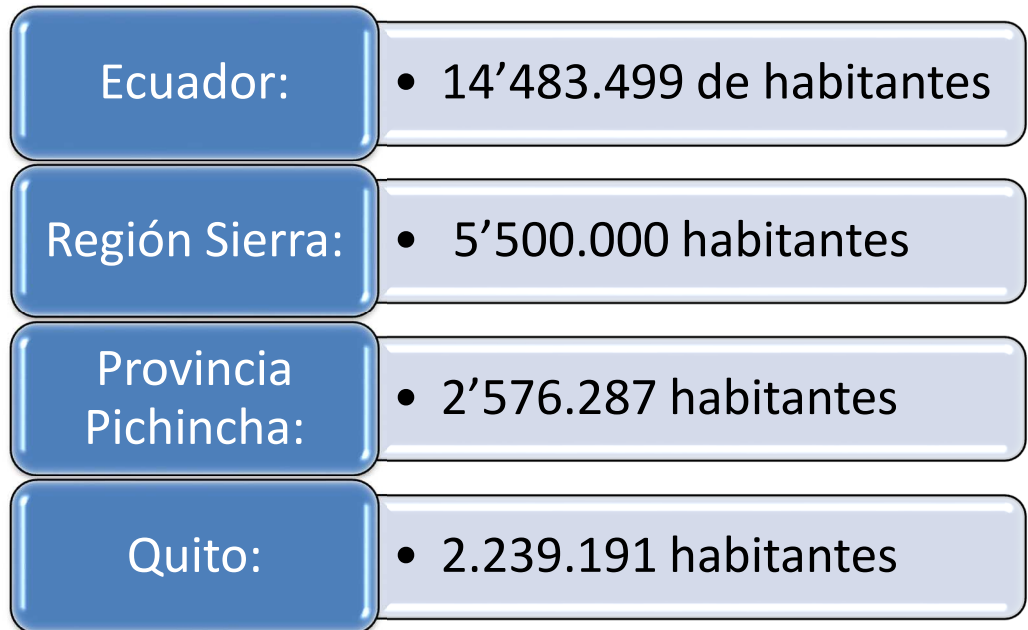 Ecuador:
• 14’483.499 de habitantes
Región Sierra:
• 5’500.000 habitantes
Provincia
Pichincha:
• 2’576.287 habitantes
Quito:
• 2.239.191 habitantes